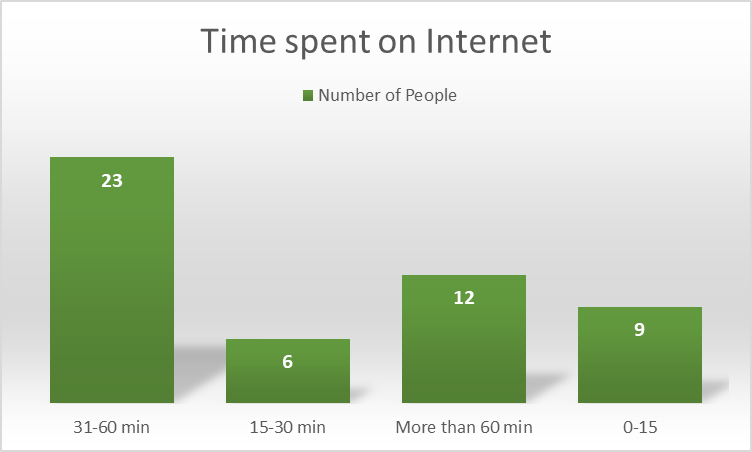 Time spent on Internet
Number of People
23
6
12
9
31-60 min
15-30 min
More than 60 min
0-15